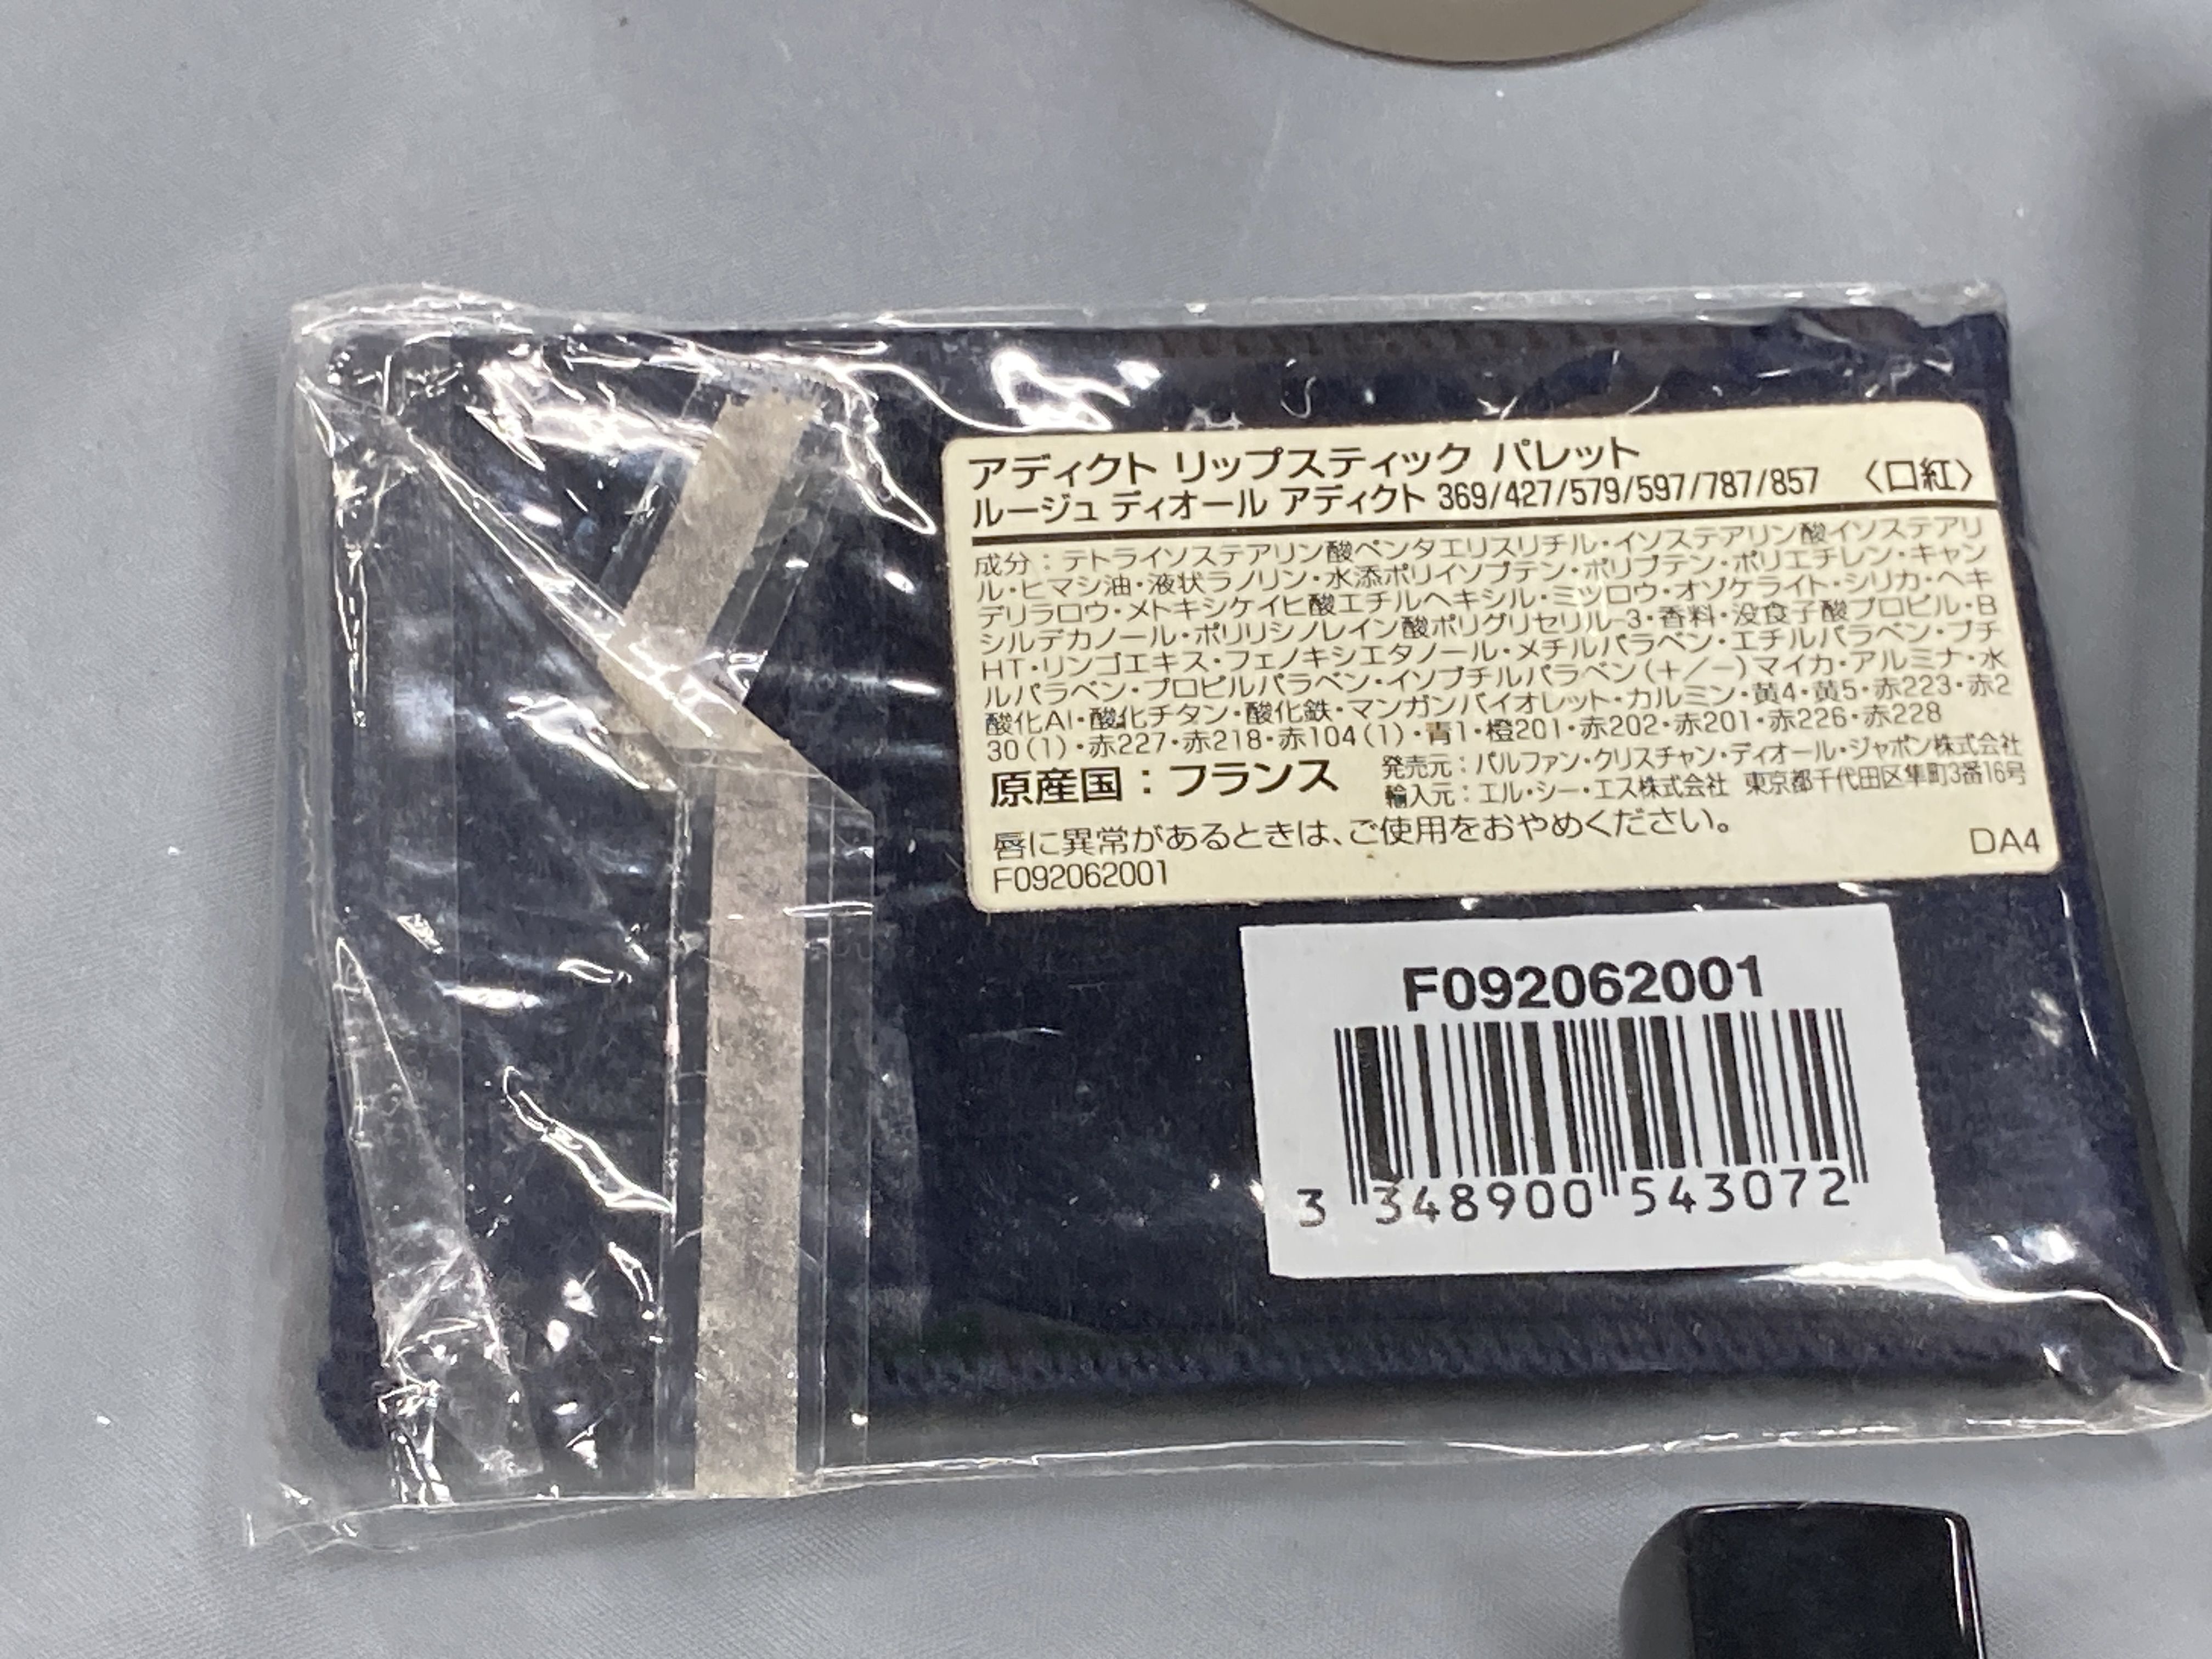 アディクト リップスティック パレット
ルージュ ディオール アディクト 369/427/579/597/787/857 〈口紅〉
成分：テトライソステアリン酸ペンタエリスリチル・イソステアリン酸イソステアリ
ル・ヒマシ油・液状ラノリン・水添ポリイソブテン・ポリブテン・ポリエチレン・キャン
デリラロウ・メトキシケイヒ酸エチルヘキシル・ミツロウ・オゾケライト・シリカ・ヘキ
シルデカノール・ポリリシノレイン酸ポリグリセリル-3・香料・没食子酸プロピル・B
HT・リンゴエキス・フェノキシエタノール・メチルパラベン・エチルパラベン・ブチ
ルパラベン・プロピルパラベン・イソブチルパラベン（＋／－）マイカ・アルミナ・水
酸化Al・酸化チタン・酸化鉄・マンガンバイオレット・カルミン・黄4・黄5・赤223・赤2
30（1）・赤227・赤218・赤104（1）・青1・橙201・赤202・赤201・赤226・赤228
原産国：フランス
発売元：パルファン・クリスチャン・ディオール・ジャポン株式会社
輸入元：エル・シー・エス株式会社 東京都千代田区隼町3番16号
唇に異常があるときは、ご使用をおやめください。
F092062001
DA4
F092062001
3 348900 543072